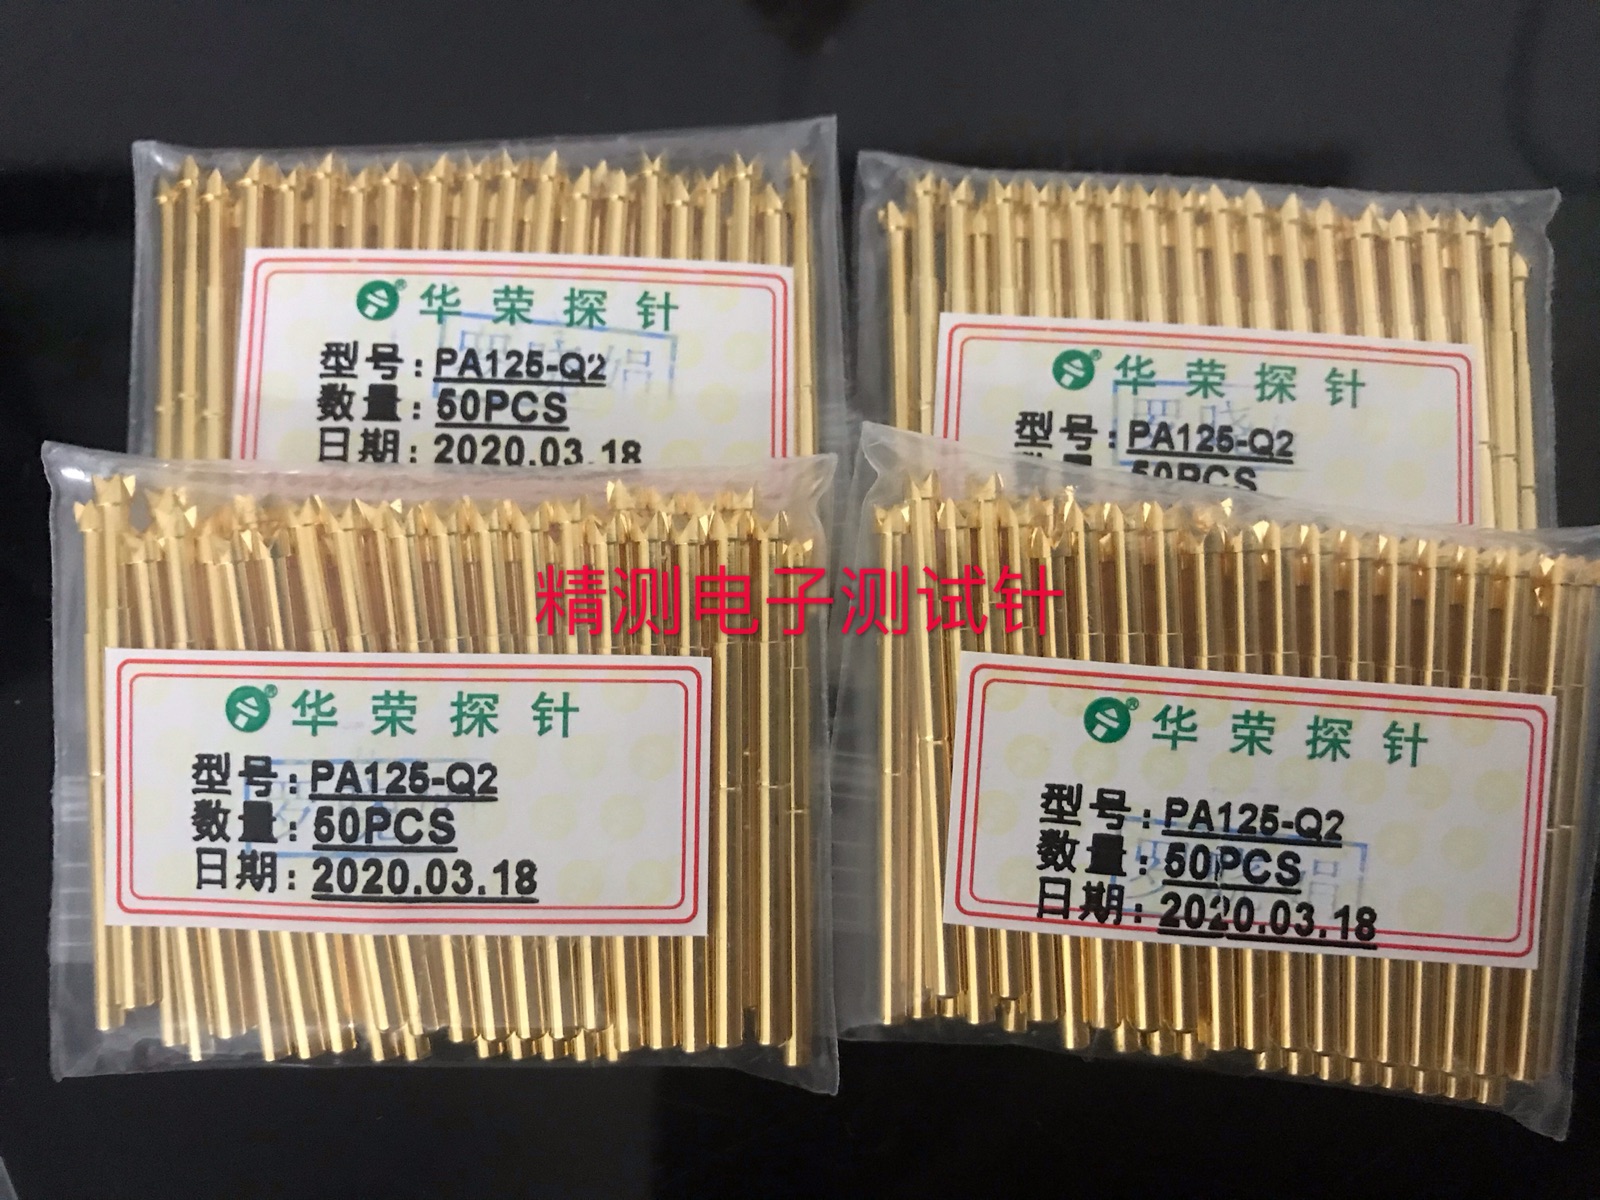 华荣探针
型号：PA125-Q2
数量：50PCS
日期：2020.03.18
华荣探针
型号：PA125-Q2
数量：50PCS
精测电子测试针
华荣探针
型号：PA125-Q2
数量：50PCS
日期：2020.03.18
华荣探针
型号：PA125-Q2
数量：50PCS
日期：2020.03.18